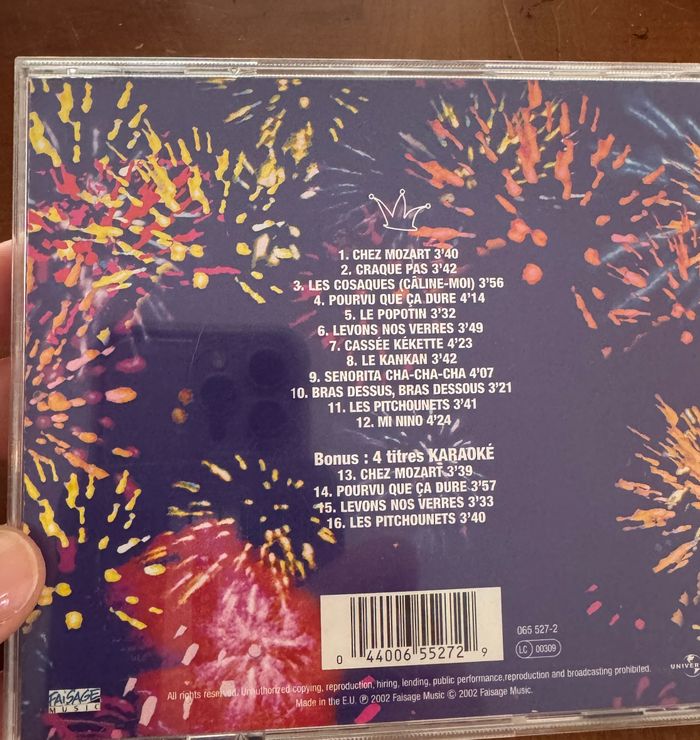 1. CHEZ MOZART 3'40
2. CRAQUE PAS 3'42
3. LES COSAQUES (CÂLINE-MOI) 3'56
4. POURVU QUE ÇA DURE 4'14
5. LE POPOTIN 3'32
6. LEVONS NOS VERRES 3'49
7. CASSÉE KÉKETTE 4'23
8. LE KANKAN 3'42
9. SENORITA CHA-CHA-CHA 4'07
10. BRAS DESSUS, BRAS DESSOUS 3'21
11. LES PITCHOUNETS 3'41
12. MI NINO 4'24
Bonus : 4 titres KARAOKÉ
13. CHEZ MOZART 3'39
14. POURVU QUE ÇA DURE 3'57
15. LEVONS NOS VERRES 3'33
16. LES PITCHOUNETS 3'40
0 44006 55272 9
065 527-2
LC 00309
FAISAGE
MUSIC
UNIVER
All rights reserved. Unauthorized copying, reproduction, hiring, lending, public performance,reproduction and broadcasting prohibited.
Made in the E.U. ℗ 2002 Faisage Music © 2002 Faisage Music.